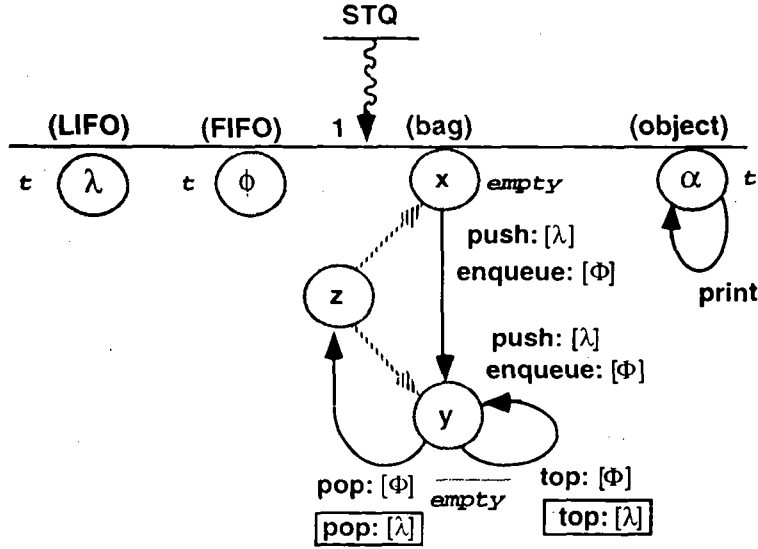 STQ
(LIFO) (FIFO) 1 (bag) (object)
t λ t ϕ x empty α t
push: [λ]
enqueue: [Φ]
print
z
push: [λ]
enqueue: [Φ]
y
pop: [Φ] empty top: [Φ]
pop: [λ] top: [λ]